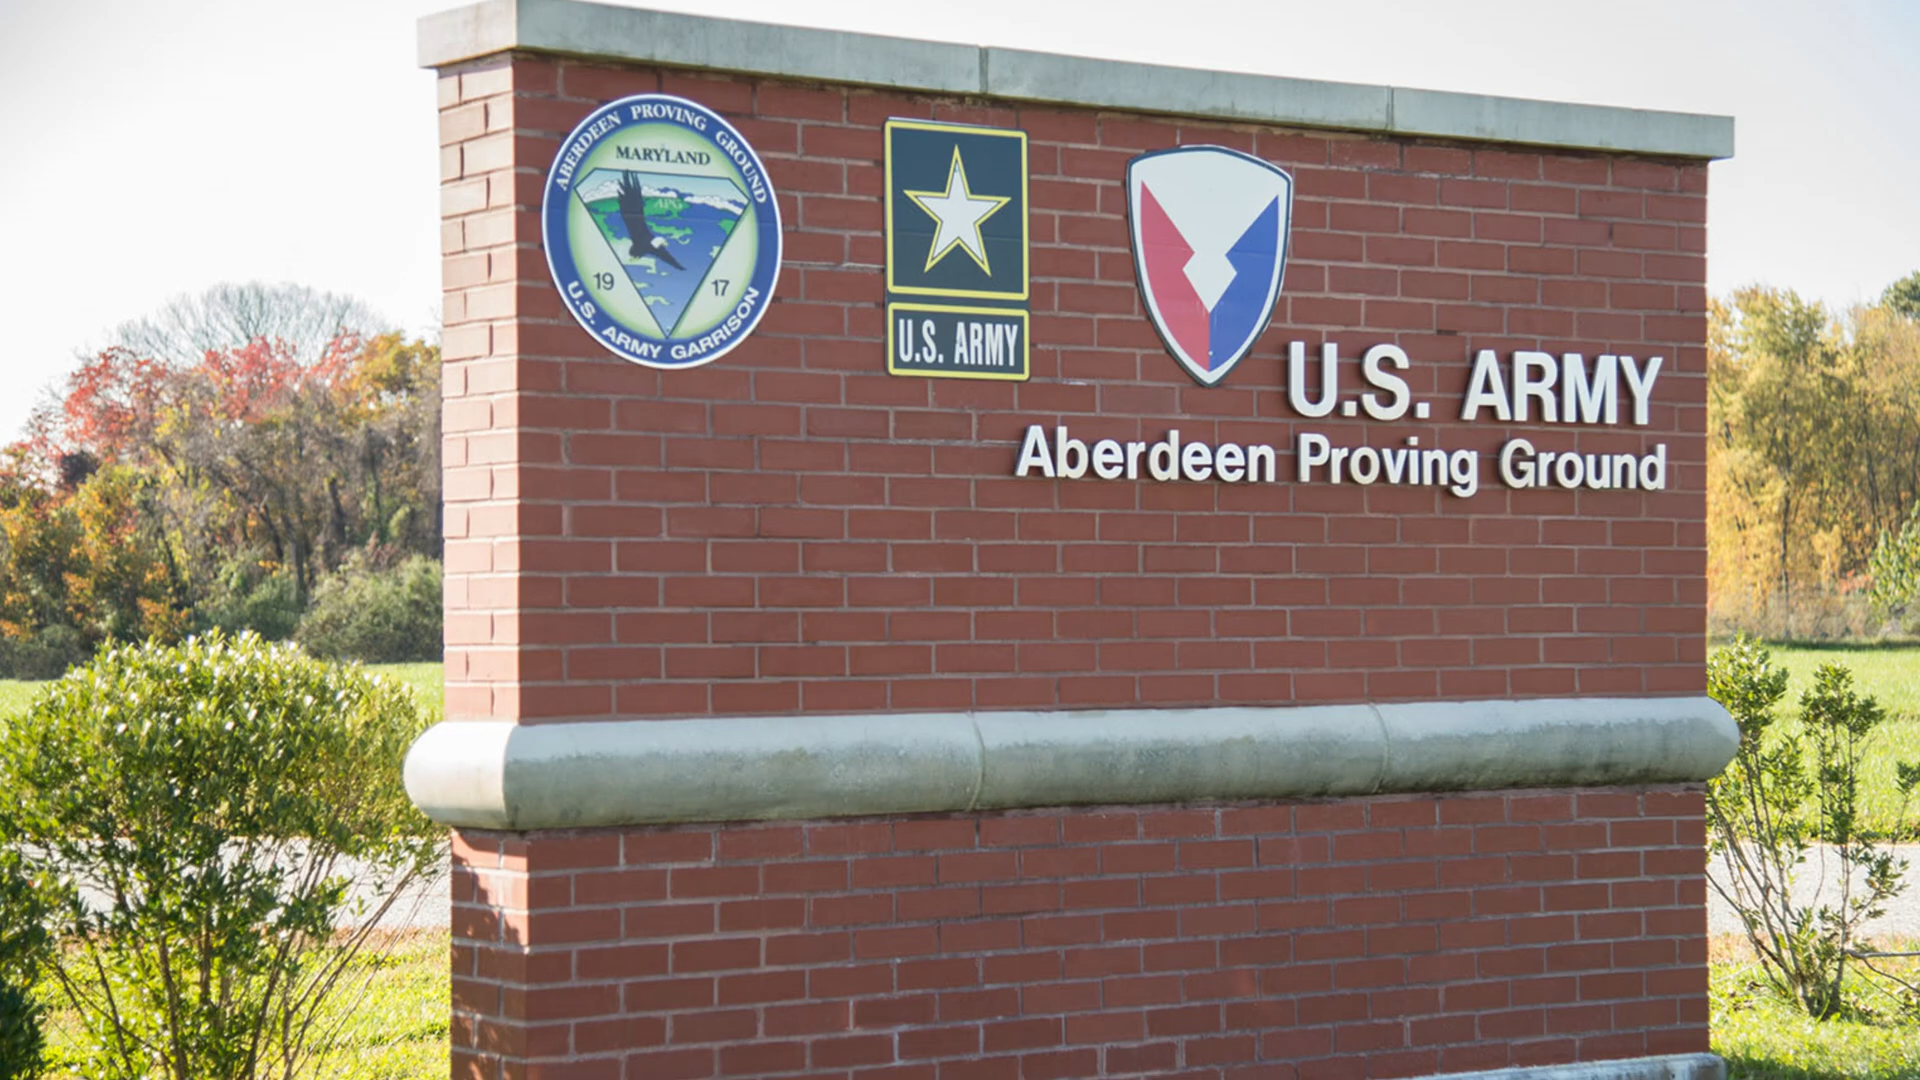 ABERDEEN PROVING GROUND
MARYLAND
APG
19 17
U.S. ARMY GARRISON
U.S. ARMY
U.S. ARMY
Aberdeen Proving Ground